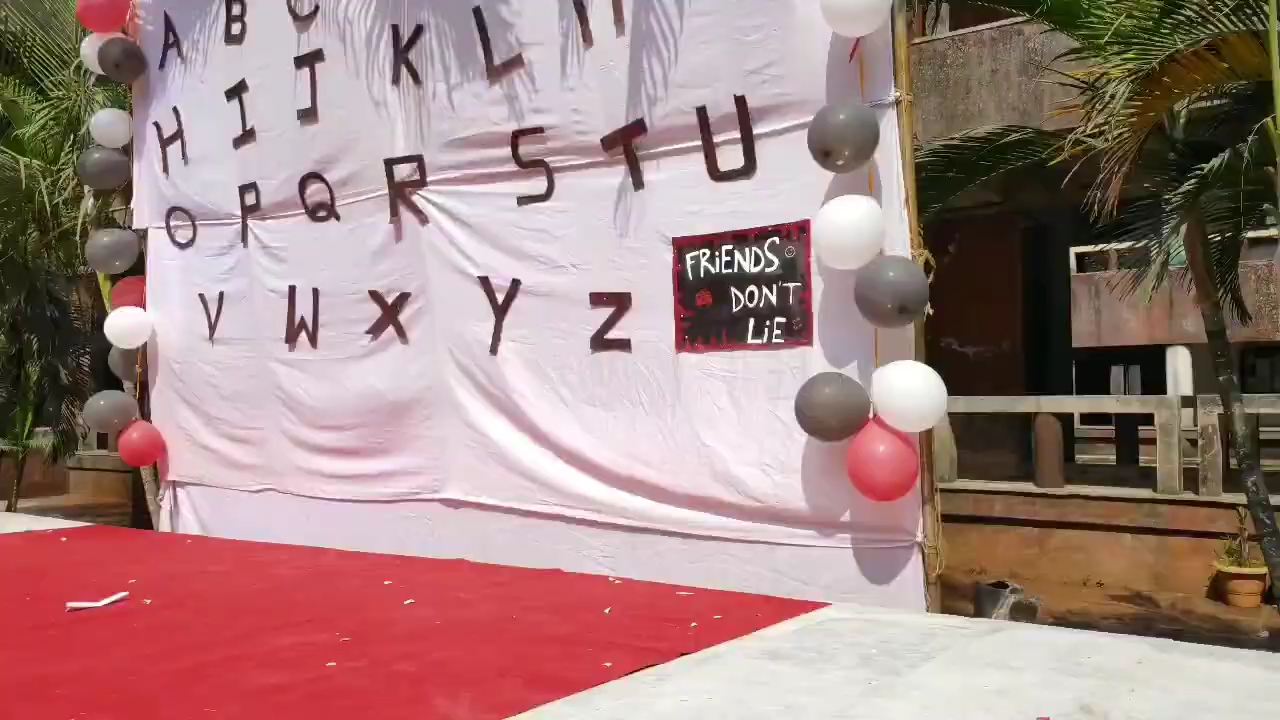 A B C
H I J K L
O P Q R S T U
V W X Y Z
FRiENDS
DON'T
LiE